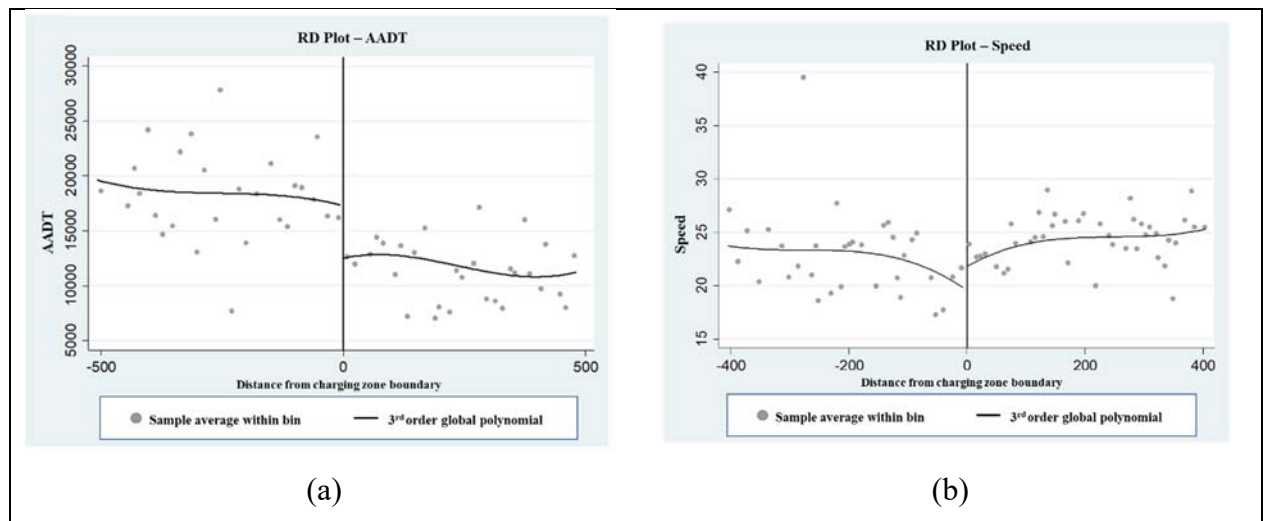 RD Plot – AADT
AADT
30000
25000
20000
15000
10000
5000
-500
0
500
Distance from charging zone boundary
Sample average within bin
3rd order global polynomial
(a)
RD Plot – Speed
Speed
40
35
30
25
20
15
-400
-200
0
200
400
Distance from charging zone boundary
Sample average within bin
3rd order global polynomial
(b)